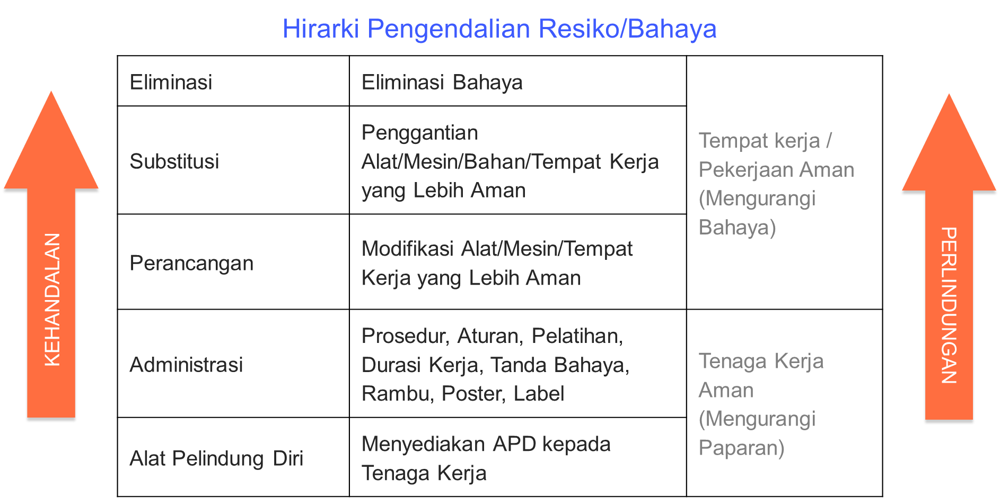 Hirarki Pengendalian Resiko/Bahaya
KEHANDALAN
Eliminasi
Eliminasi Bahaya
Substitusi
Penggantian
Alat/Mesin/Bahan/Tempat Kerja
yang Lebih Aman
Perancangan
Modifikasi Alat/Mesin/Tempat
Kerja yang Lebih Aman
Tempat kerja /
Pekerjaan Aman
(Mengurangi
Bahaya)
Administrasi
Prosedur, Aturan, Pelatihan,
Durasi Kerja, Tanda Bahaya,
Rambu, Poster, Label
Alat Pelindung Diri
Menyediakan APD kepada
Tenaga Kerja
Tenaga Kerja
Aman
(Mengurangi
Paparan)
PERLINDUNGAN